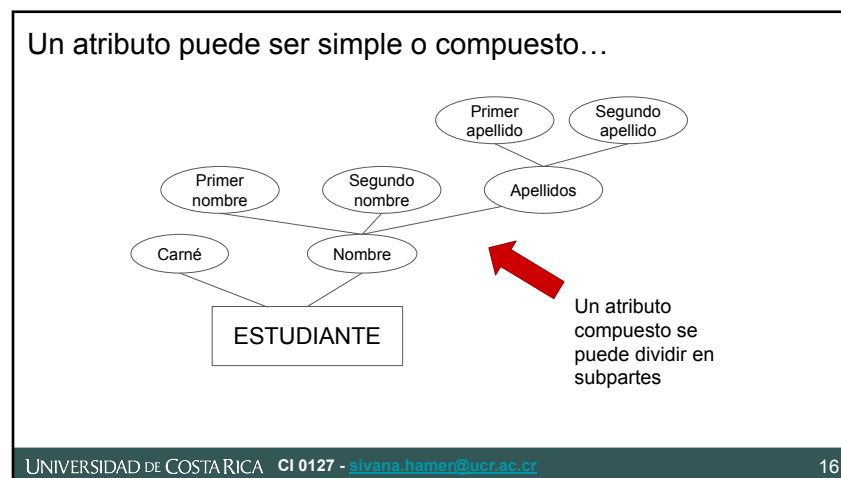 Un atributo puede ser simple o compuesto…
Primer
apellido
Segundo
apellido
Primer
nombre
Segundo
nombre
Apellidos
Carné
Nombre
ESTUDIANTE
Un atributo
compuesto se
puede dividir en
subpartes
UNIVERSIDAD DE COSTA RICA CI 0127 - sivana.hamer@ucr.ac.cr 16